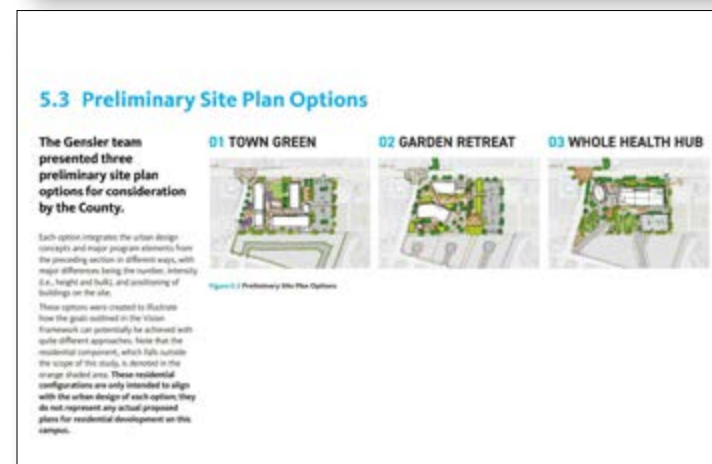 5.3 Preliminary Site Plan Options
The Gensler team
presented three
preliminary site plan
options for consideration
by the County.
Each option integrates the urban design
concepts and major program elements from
the preceding section in different ways, with
major differences being the number, intensity
(i.e., height and bulk), and positioning of
buildings on the site.
These options were created to illustrate
how the goals outlined in the Vision
Framework can potentially be achieved with
quite different approaches. Note that the
residential component, which falls outside
the scope of this study, is denoted in the
orange shaded area. These residential
configurations are only intended to align
with the urban design of each option; they
do not represent any actual proposed
plans for residential development on this
campus.
01 TOWN GREEN
02 GARDEN RETREAT
03 WHOLE HEALTH HUB
Preliminary Site Plan Options